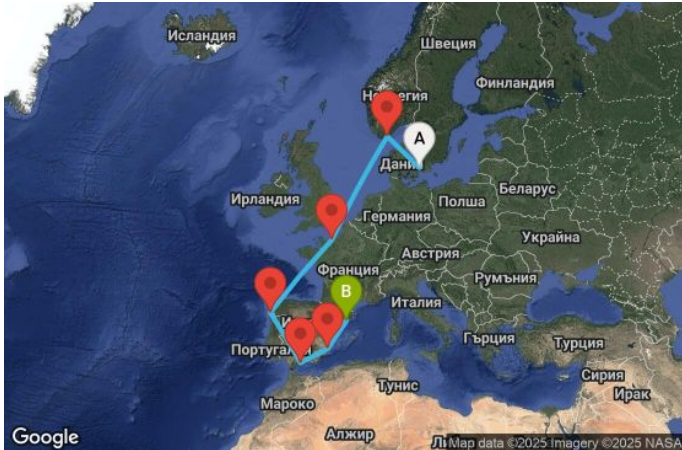 Исландия
Швеция
Финландия
A
Дания
Ирландия
Беларус
Полша
Германия
Украйна
Австрия
Франция
Румъния
B
Италия
Гърция
Турция
Португалия
Сирия
Тунис
Ирак
Мароко
Алжир
Google
Map data ©2025 Imagery ©2025 NASA